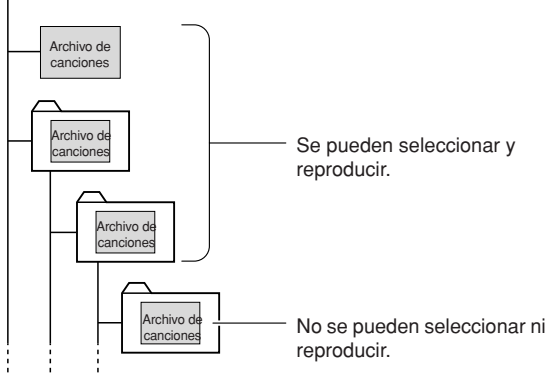 Archivo de
canciones
Archivo de
canciones
Se pueden seleccionar y
reproducir.
Archivo de
canciones
Archivo de
canciones
No se pueden seleccionar ni
reproducir.